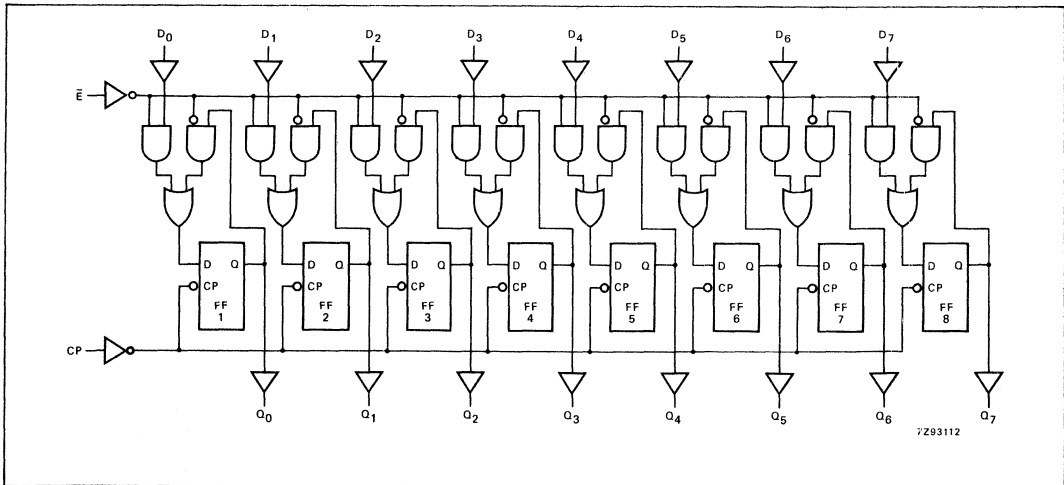 D0 D1 D2 D3 D4 D5 D6 D7
E̅
D Q D Q D Q D Q D Q D Q D Q D Q
CP CP CP CP CP CP CP CP
FF FF FF FF FF FF FF FF
1 2 3 4 5 6 7 8
CP
Q0 Q1 Q2 Q3 Q4 Q5 Q6 Q7
7Z93112